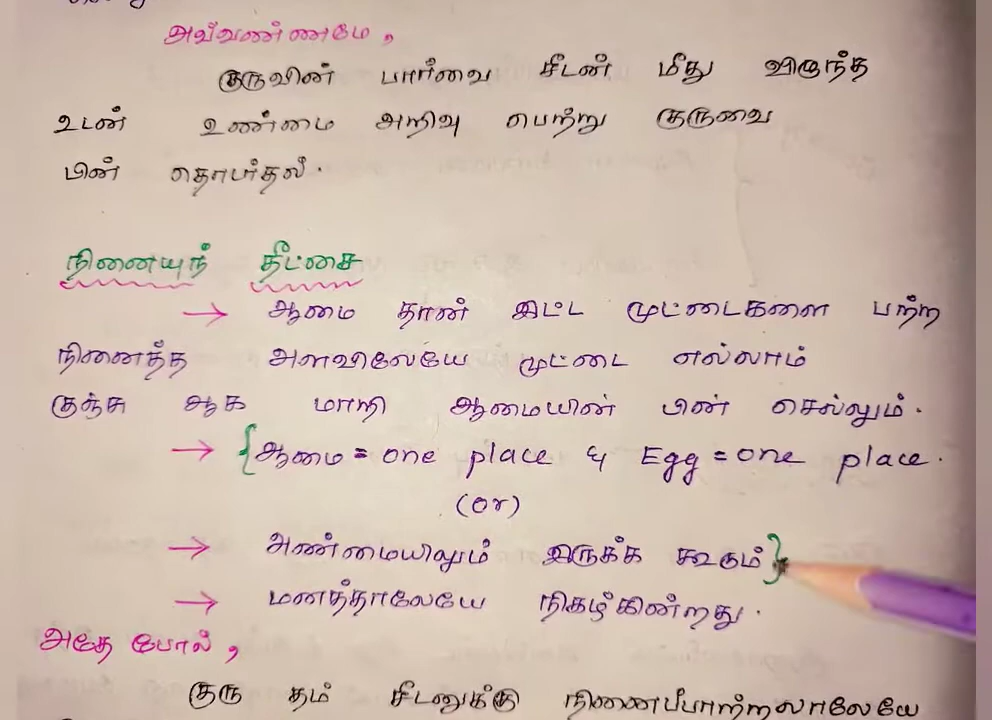 அவ்வண்ணமே,
குருவின் பார்வை சீடன் மீது விழுந்த
உடன் உண்மை அறிவு பெற்று குருவை
பின் தொடர்தல்.
நினையுந் தீட்சை
→ ஆமை தான் இட்ட முட்டைகளை பற்ற
நினைத்த அளவிலேயே முட்டை எல்லாம்
குஞ்சு ஆக மாறி ஆமையின் பின் செல்லும்.
→ {ஆமை = one place & Egg = one place.
(or)
→ அண்மையிலும் இருக்க கூடும்}
→ மனத்தாலேயே நிகழ்கின்றது.
அதே போல்,
குரு தம் சீடனுக்கு நினைப்பாற்றலாலேயே